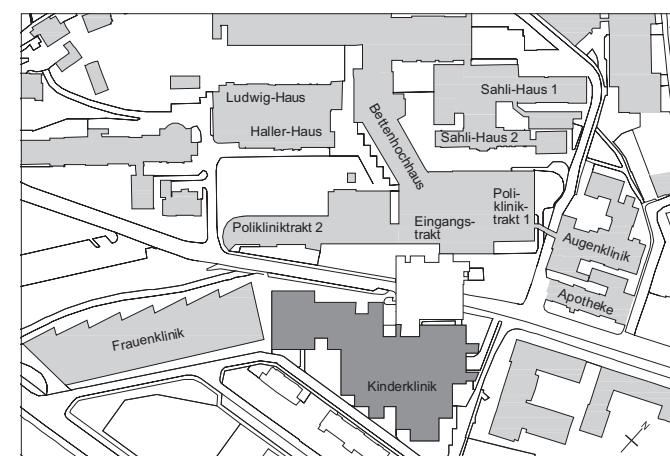 Ludwig-Haus
Haller-Haus
Bettenhochhaus
Sahli-Haus 1
Sahli-Haus 2
Poli-
klinik-
trakt 1
Polikliniktrakt 2
Eingangs-
trakt
Augenklinik
Apotheke
Frauenklinik
Kinderklinik
N